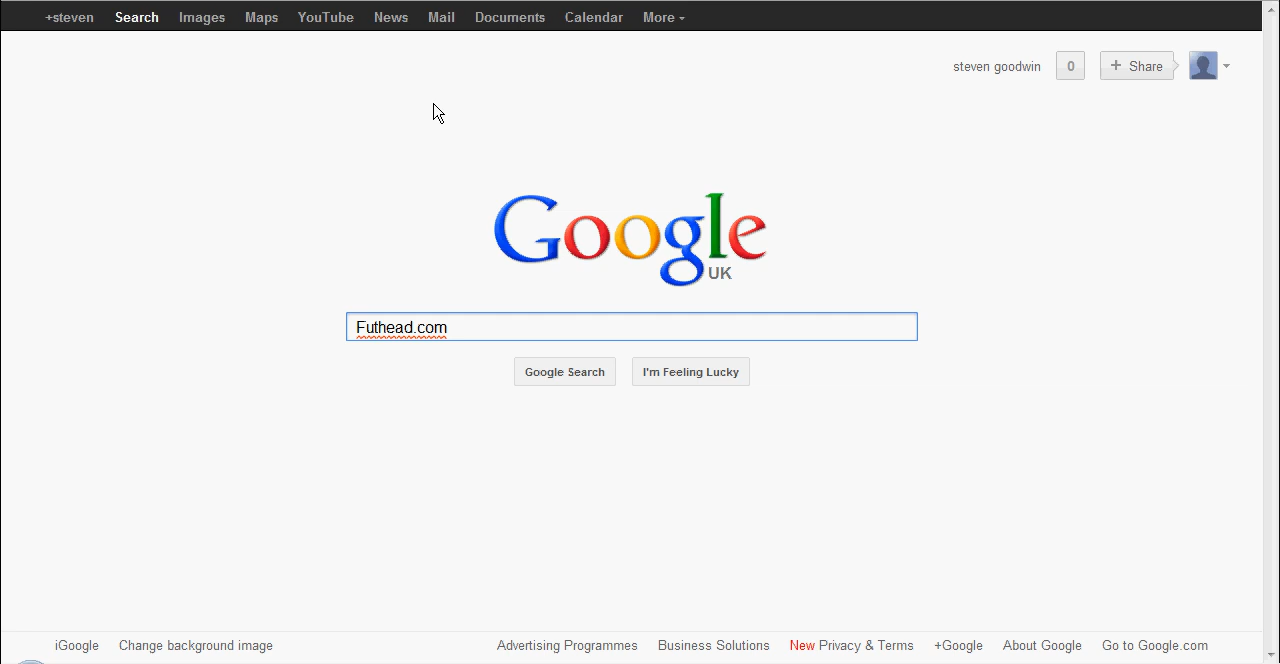 +steven Search Images Maps YouTube News Mail Documents Calendar More
steven goodwin 0 + Share
Google
UK
Futhead.com
Google Search I'm Feeling Lucky
iGoogle Change background image Advertising Programmes Business Solutions New Privacy & Terms +Google About Google Go to Google.com